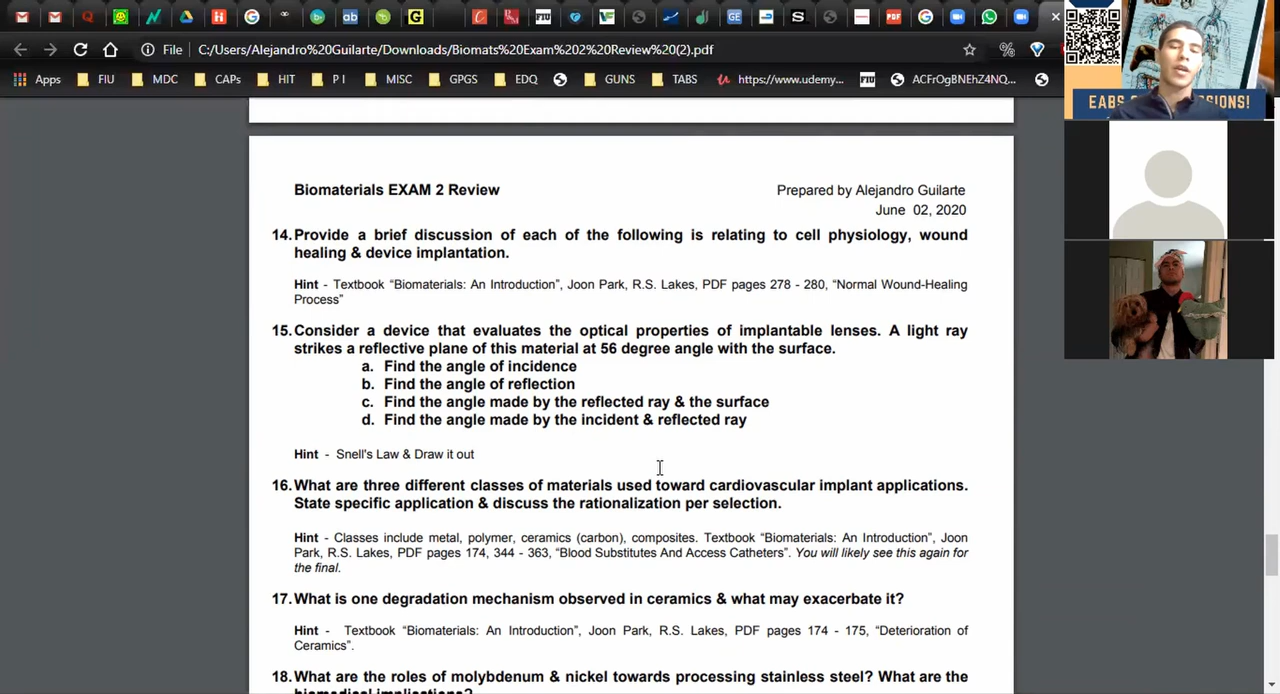 File C:/Users/Alejandro%20Guilarte/Downloads/Biomats%20Exam%202%20Review%20(2).pdf
Apps FIU MDC CAPs HIT P I MISC GPGS EDQ GUNS TABS https://www.udemy... FIU ACFrOgBNEhZ4NQ...
Biomaterials EXAM 2 Review
Prepared by Alejandro Guilarte
June 02, 2020
14. Provide a brief discussion of each of the following is relating to cell physiology, wound
healing & device implantation.
Hint - Textbook “Biomaterials: An Introduction”, Joon Park, R.S. Lakes, PDF pages 278 - 280, “Normal Wound-Healing
Process”
15. Consider a device that evaluates the optical properties of implantable lenses. A light ray
strikes a reflective plane of this material at 56 degree angle with the surface.
a. Find the angle of incidence
b. Find the angle of reflection
c. Find the angle made by the reflected ray & the surface
d. Find the angle made by the incident & reflected ray
Hint - Snell's Law & Draw it out
16. What are three different classes of materials used toward cardiovascular implant applications.
State specific application & discuss the rationalization per selection.
Hint - Classes include metal, polymer, ceramics (carbon), composites. Textbook “Biomaterials: An Introduction”, Joon
Park, R.S. Lakes, PDF pages 174, 344 - 363, “Blood Substitutes And Access Catheters”. You will likely see this again for
the final.
17. What is one degradation mechanism observed in ceramics & what may exacerbate it?
Hint - Textbook “Biomaterials: An Introduction”, Joon Park, R.S. Lakes, PDF pages 174 - 175, “Deterioration of
Ceramics”.
18. What are the roles of molybdenum & nickel towards processing stainless steel? What are the
biomedical implications?
EABS